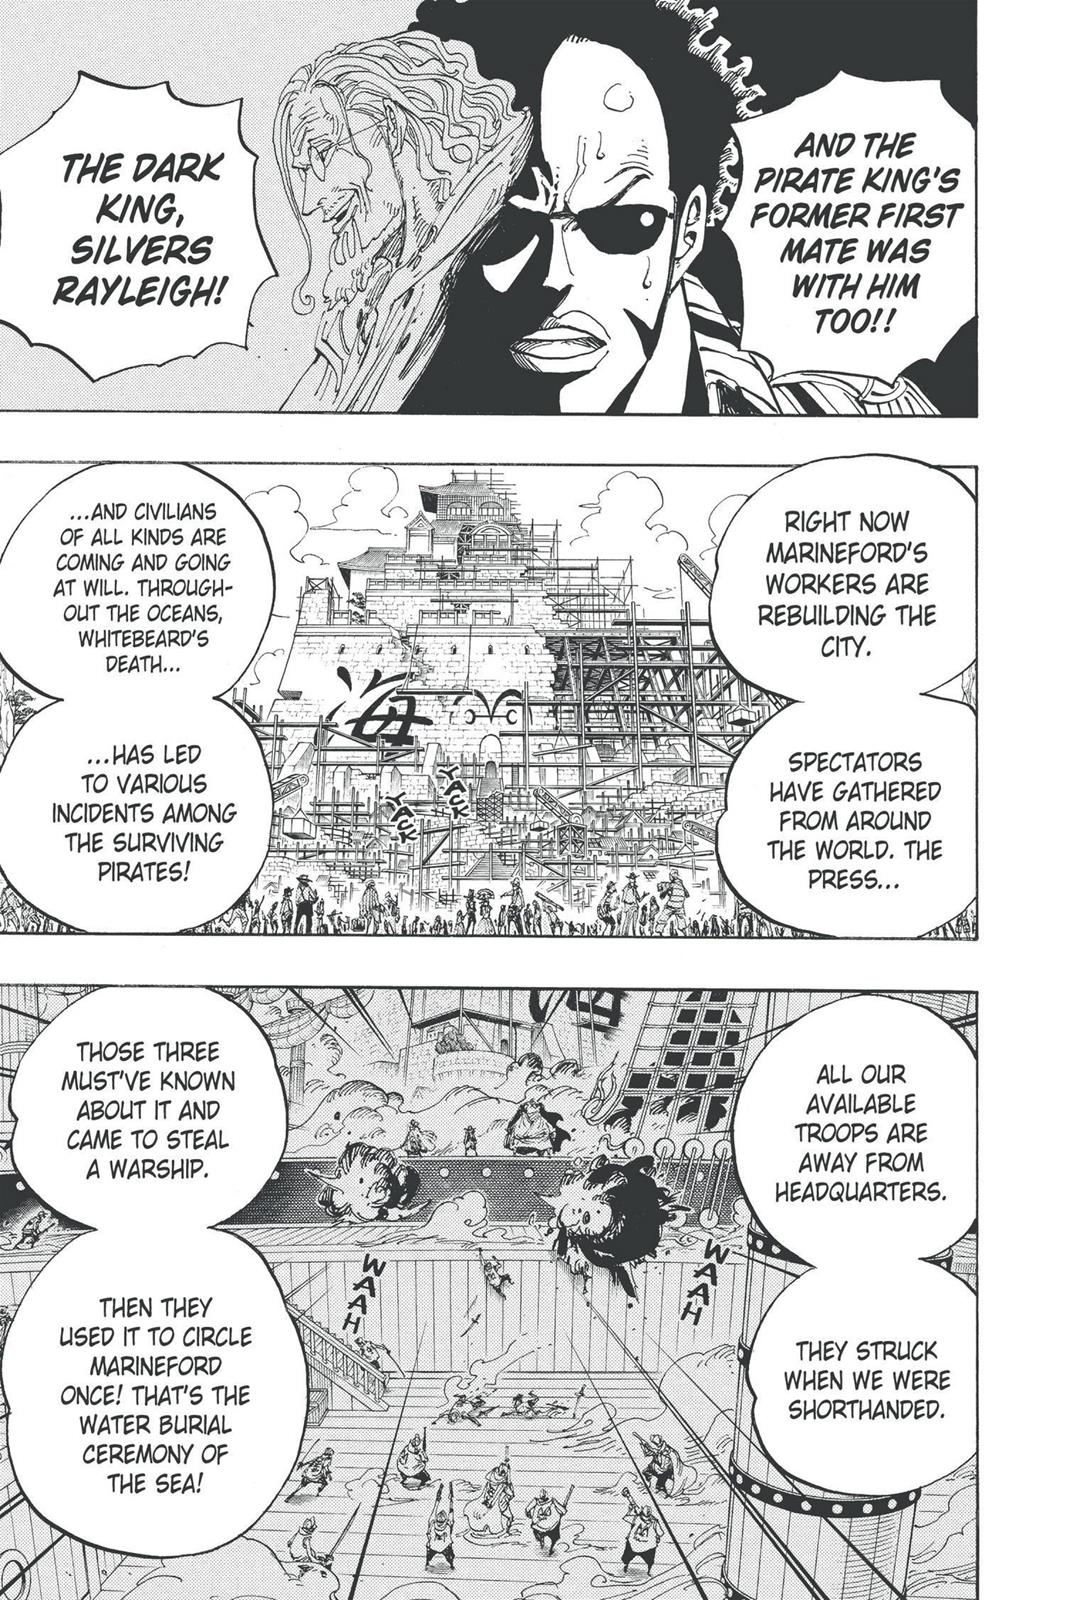 AND THE
PIRATE KING'S
FORMER FIRST
MATE WAS
WITH HIM
TOO!!
THE DARK
KING,
SILVERS
RAYLEIGH!
RIGHT NOW
MARINEFORD'S
WORKERS ARE
REBUILDING THE
CITY.
SPECTATORS
HAVE GATHERED
FROM AROUND
THE WORLD. THE
PRESS...
...AND CIVILIANS
OF ALL KINDS ARE
COMING AND GOING
AT WILL. THROUGH-
OUT THE OCEANS,
WHITEBEARD'S
DEATH...
...HAS LED
TO VARIOUS
INCIDENTS AMONG
THE SURVIVING
PIRATES!
海
YACK
YACK
ALL OUR
AVAILABLE
TROOPS ARE
AWAY FROM
HEADQUARTERS.
THEY STRUCK
WHEN WE WERE
SHORTHANDED.
THOSE THREE
MUST'VE KNOWN
ABOUT IT AND
CAME TO STEAL
A WARSHIP.
THEN THEY
USED IT TO CIRCLE
MARINEFORD
ONCE! THAT'S THE
WATER BURIAL
CEREMONY OF
THE SEA!
WAAH
WAAH